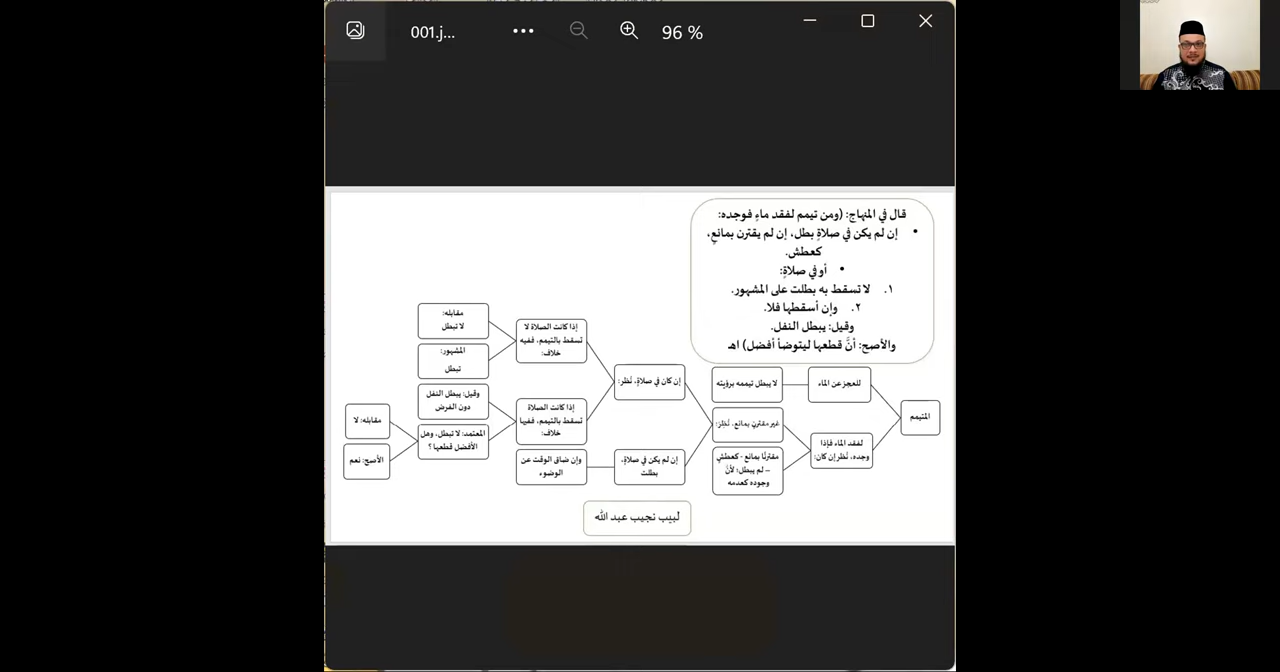 001.j...
96 %
قال في المنهاج: (ومن تيمم لفقد ماءٍ فوجده:
• إن لم يكن في صلاةٍ بطل، إن لم يقترن بمانعٍ،
كعطش.
• أو في صلاةٍ:
١. لا تسقط به بطلت على المشهور.
٢. وإن أسقطها فلا.
وقيل: يبطل النفل.
والأصح: أنَّ قطعها ليتوضأ أفضل) اهـ
المتيمم
للعجز عن الماء
لا يبطل تيممه برؤيته
لفقد الماء فإذا
وجده، نُظر إن كان:
غير مقترنٍ بمانع، نُظِرَ:
مقترنًا بمانع - كعطشٍ
– لم يبطل؛ لأنَّ
وجوده كعدمه
إن كان في صلاةٍ، نُظر:
إن لم يكن في صلاةٍ،
بطلت
إذا كانت الصلاة لا
تسقط بالتيمم، ففيه
خلاف:
إذا كانت الصلاة
تسقط بالتيمم، ففيها
خلاف:
وإن ضاق الوقت عن
الوضوء
مقابله:
لا تبطل
المشهور:
تبطل
وقيل: يبطل النفل
دون الفرض
المعتمد: لا تبطل، وهل
الأفضل قطعها ؟
مقابله: لا
الأصح: نعم
لبيب نجيب عبد الله